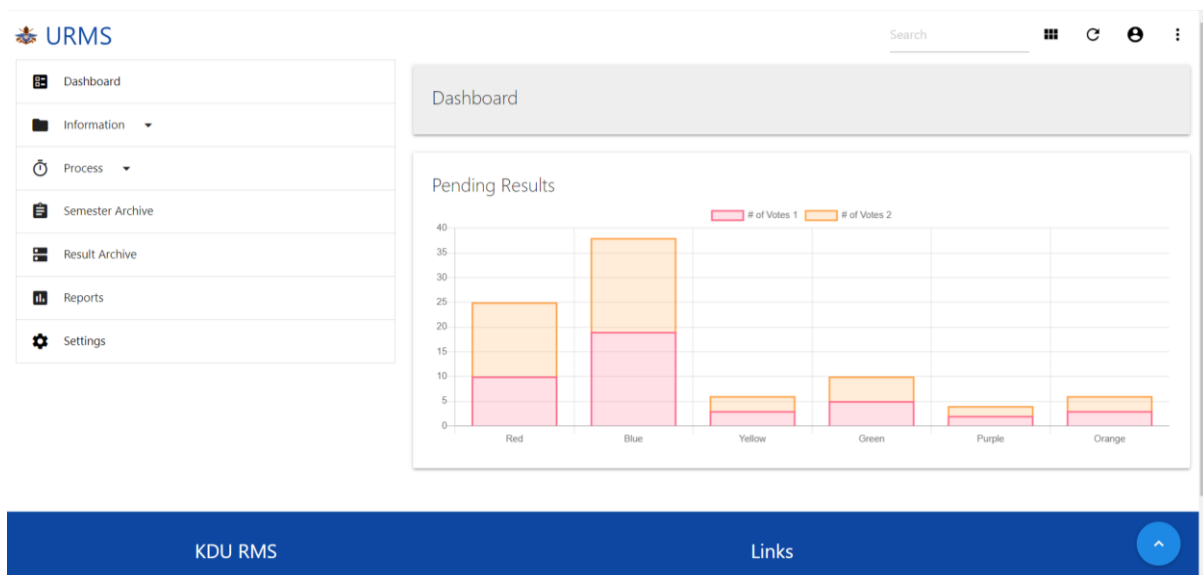 URMS
Search
Dashboard
Information
Process
Semester Archive
Result Archive
Reports
Settings
Dashboard
Pending Results
# of Votes 1 # of Votes 2
40
35
30
25
20
15
10
5
0
Red Blue Yellow Green Purple Orange
KDU RMS Links